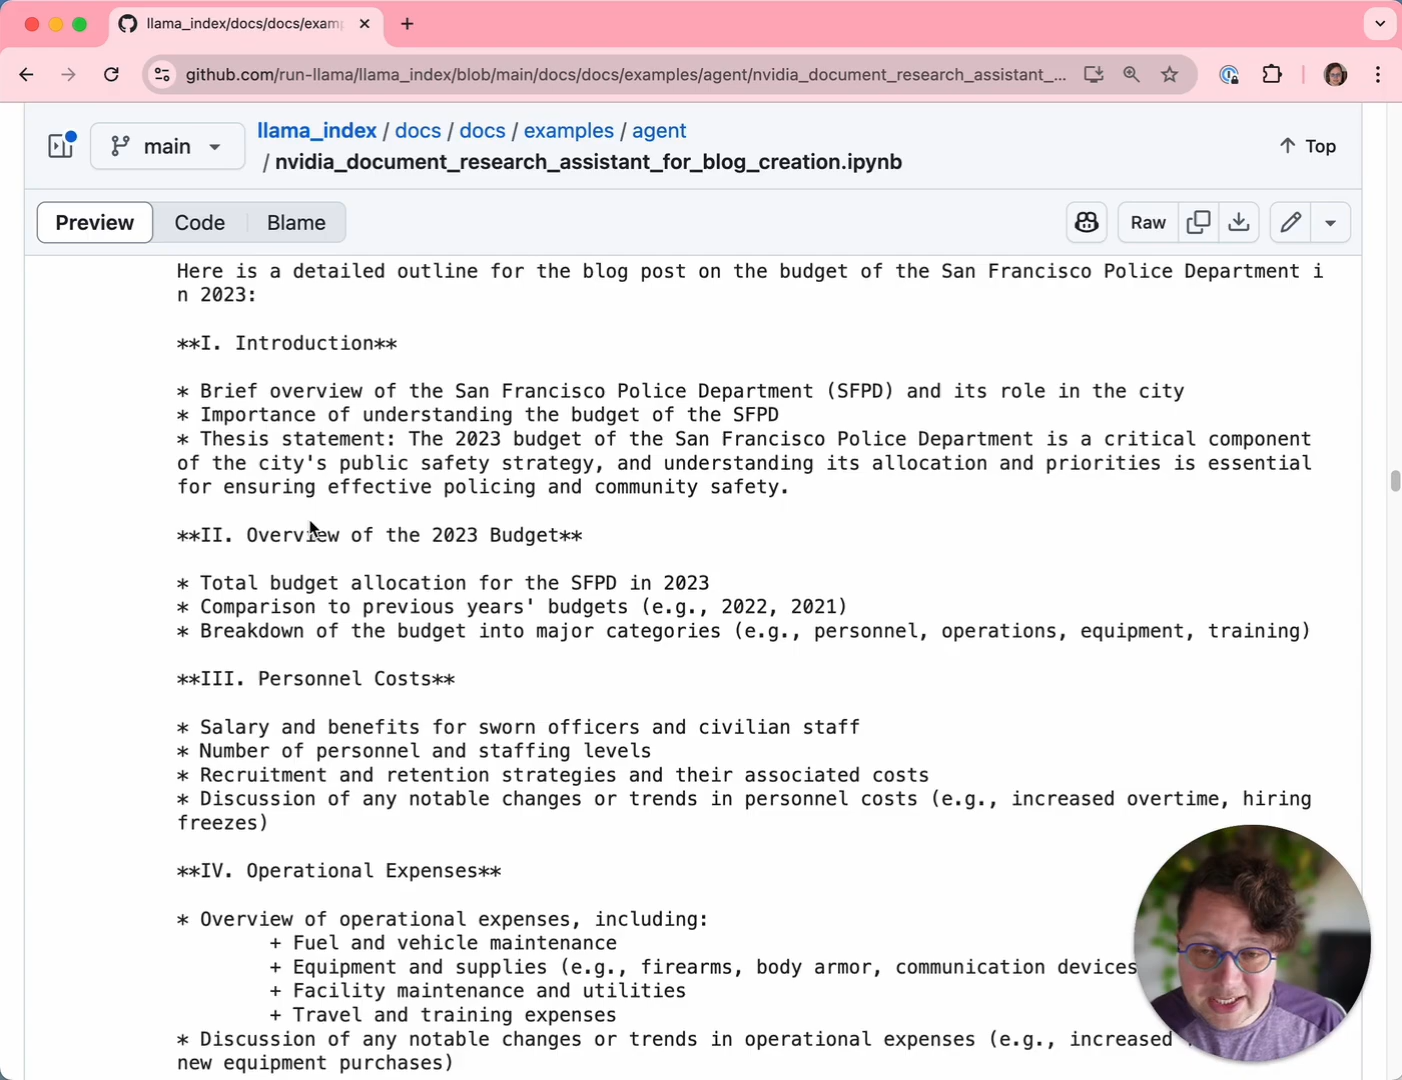 llama_index/docs/docs/exam
github.com/run-llama/llama_index/blob/main/docs/docs/examples/agent/nvidia_document_research_assistant_...
main
llama_index / docs / docs / examples / agent
/ nvidia_document_research_assistant_for_blog_creation.ipynb
Top
Preview
Code
Blame
Raw
Here is a detailed outline for the blog post on the budget of the San Francisco Police Department i
n 2023:
**I. Introduction**
* Brief overview of the San Francisco Police Department (SFPD) and its role in the city
* Importance of understanding the budget of the SFPD
* Thesis statement: The 2023 budget of the San Francisco Police Department is a critical component
of the city's public safety strategy, and understanding its allocation and priorities is essential
for ensuring effective policing and community safety.
**II. Overview of the 2023 Budget**
* Total budget allocation for the SFPD in 2023
* Comparison to previous years' budgets (e.g., 2022, 2021)
* Breakdown of the budget into major categories (e.g., personnel, operations, equipment, training)
**III. Personnel Costs**
* Salary and benefits for sworn officers and civilian staff
* Number of personnel and staffing levels
* Recruitment and retention strategies and their associated costs
* Discussion of any notable changes or trends in personnel costs (e.g., increased overtime, hiring
freezes)
**IV. Operational Expenses**
* Overview of operational expenses, including:
+ Fuel and vehicle maintenance
+ Equipment and supplies (e.g., firearms, body armor, communication devices
+ Facility maintenance and utilities
+ Travel and training expenses
* Discussion of any notable changes or trends in operational expenses (e.g., increased
new equipment purchases)